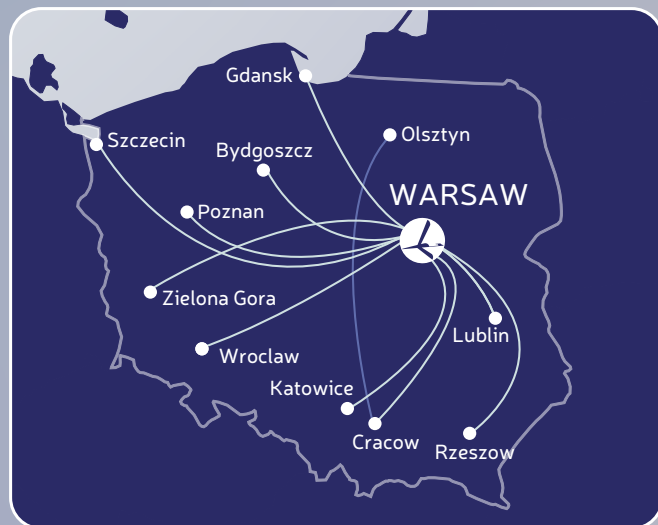 Gdansk
Olsztyn
Szczecin
Bydgoszcz
WARSAW
Poznan
Zielona Gora
Lublin
Wroclaw
Katowice
Cracow
Rzeszow